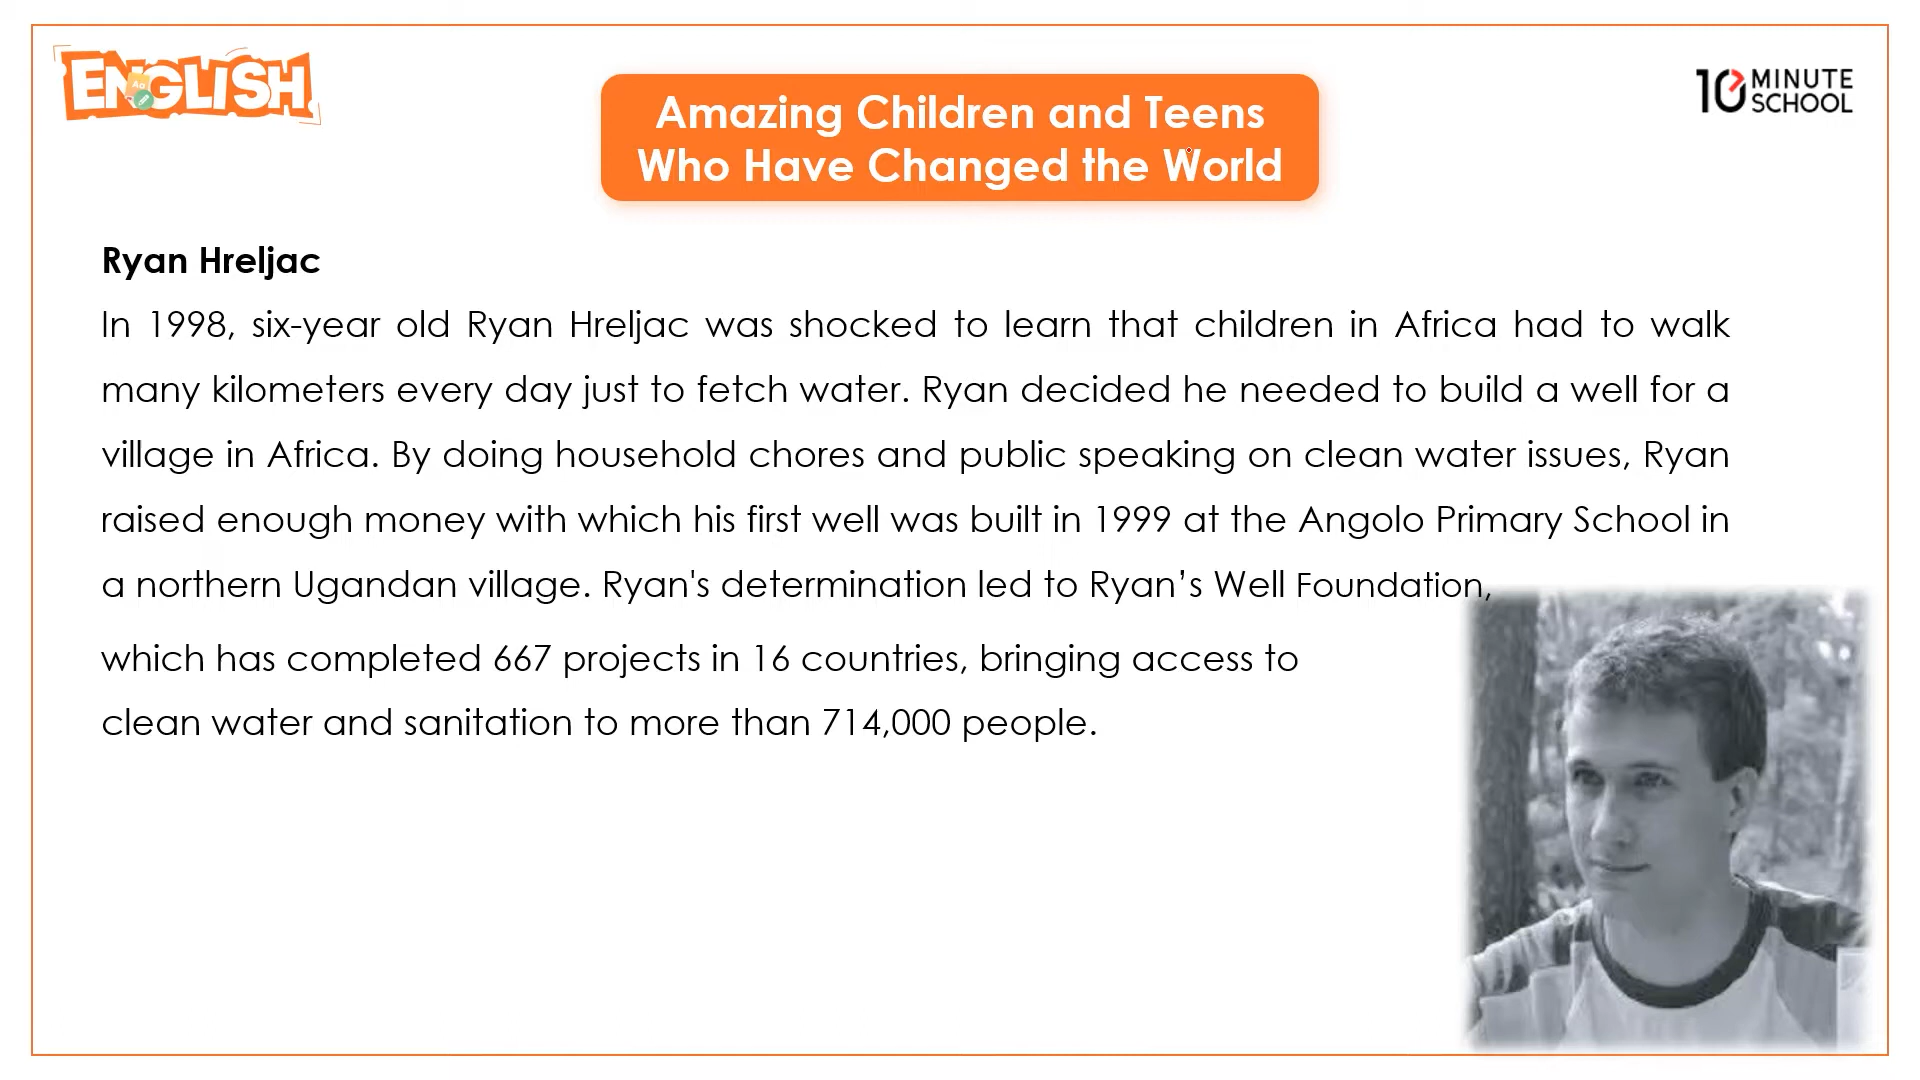 ENGLISH
10 MINUTE SCHOOL
Amazing Children and Teens
Who Have Changed the World
Ryan Hreljac
In 1998, six-year old Ryan Hreljac was shocked to learn that children in Africa had to walk
many kilometers every day just to fetch water. Ryan decided he needed to build a well for a
village in Africa. By doing household chores and public speaking on clean water issues, Ryan
raised enough money with which his first well was built in 1999 at the Angolo Primary School in
a northern Ugandan village. Ryan's determination led to Ryan’s Well Foundation,
which has completed 667 projects in 16 countries, bringing access to
clean water and sanitation to more than 714,000 people.